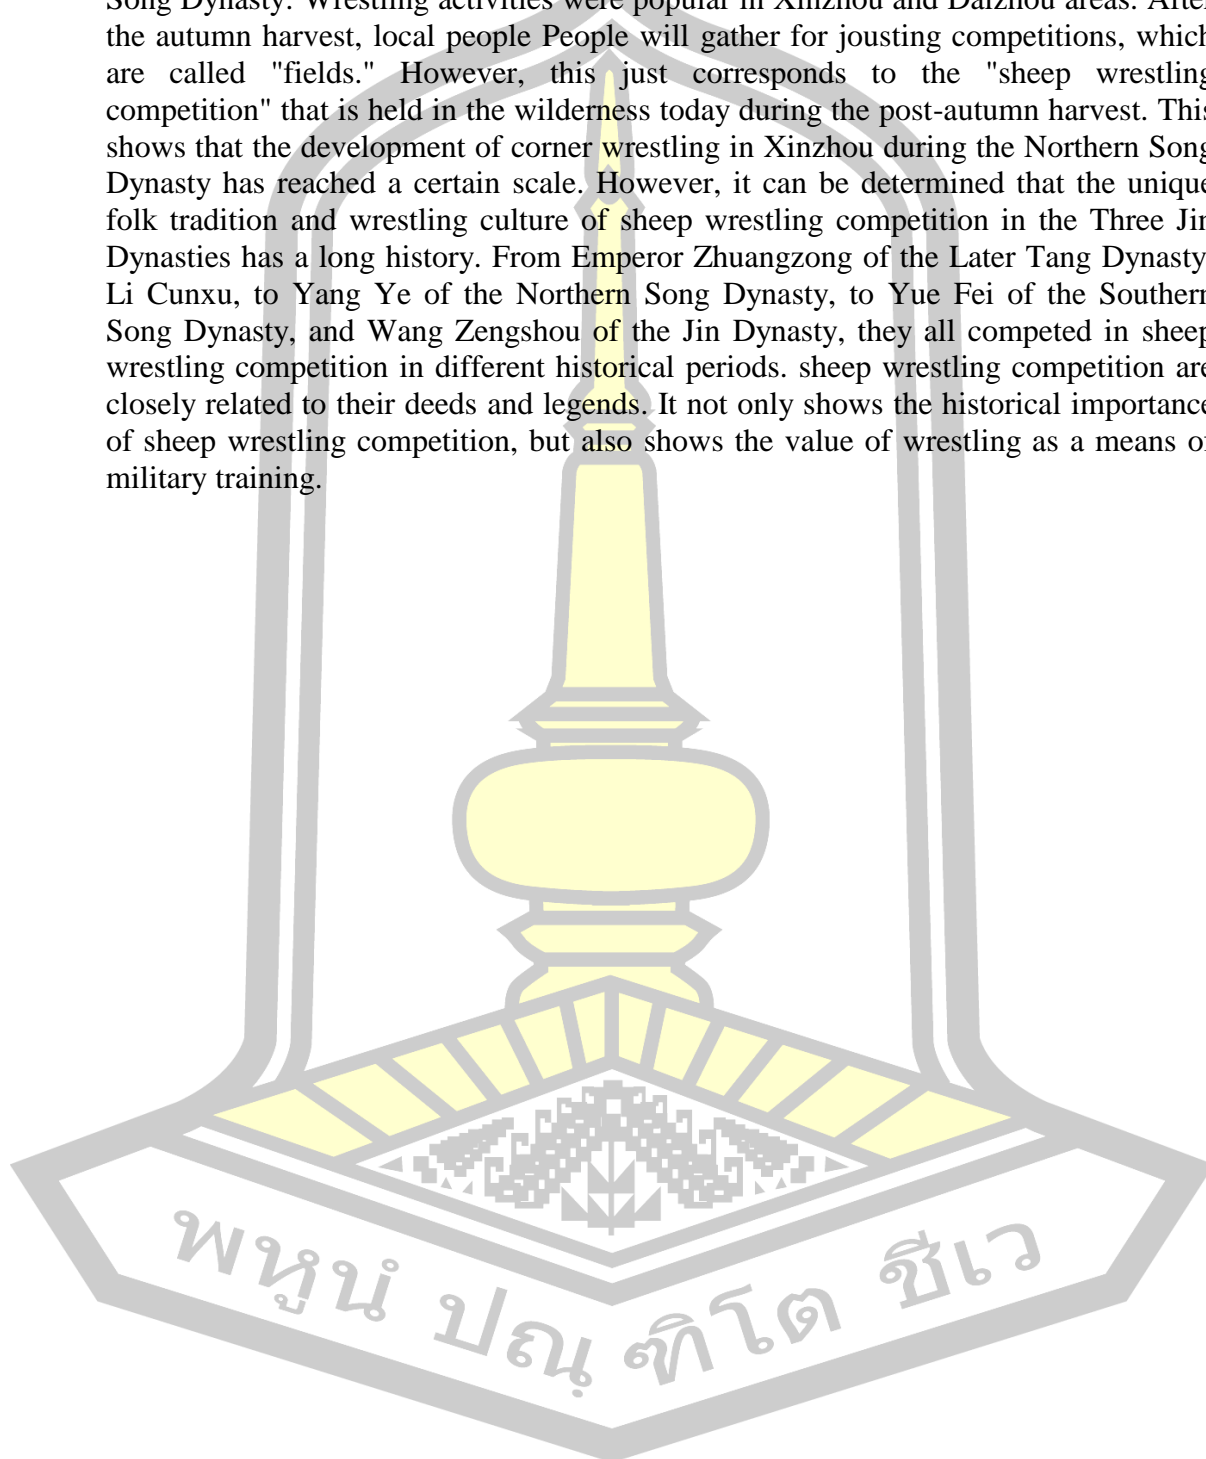 Song Dynasty. Wrestling activities were popular in Xinzhou and Daizhou areas. After
the autumn harvest, local people People will gather for jousting competitions, which
are called "fields." However, this just corresponds to the "sheep wrestling
competition" that is held in the wilderness today during the post-autumn harvest. This
shows that the development of corner wrestling in Xinzhou during the Northern Song
Dynasty has reached a certain scale. However, it can be determined that the unique
folk tradition and wrestling culture of sheep wrestling competition in the Three Jin
Dynasties has a long history. From Emperor Zhuangzong of the Later Tang Dynasty
Li Cunxu, to Yang Ye of the Northern Song Dynasty, to Yue Fei of the Southern
Song Dynasty, and Wang Zengshou of the Jin Dynasty, they all competed in sheep
wrestling competition in different historical periods. sheep wrestling competition are
closely related to their deeds and legends. It not only shows the historical importance
of sheep wrestling competition, but also shows the value of wrestling as a means of
military training.
พหูนํ ปณฺฑิโต ชีเว